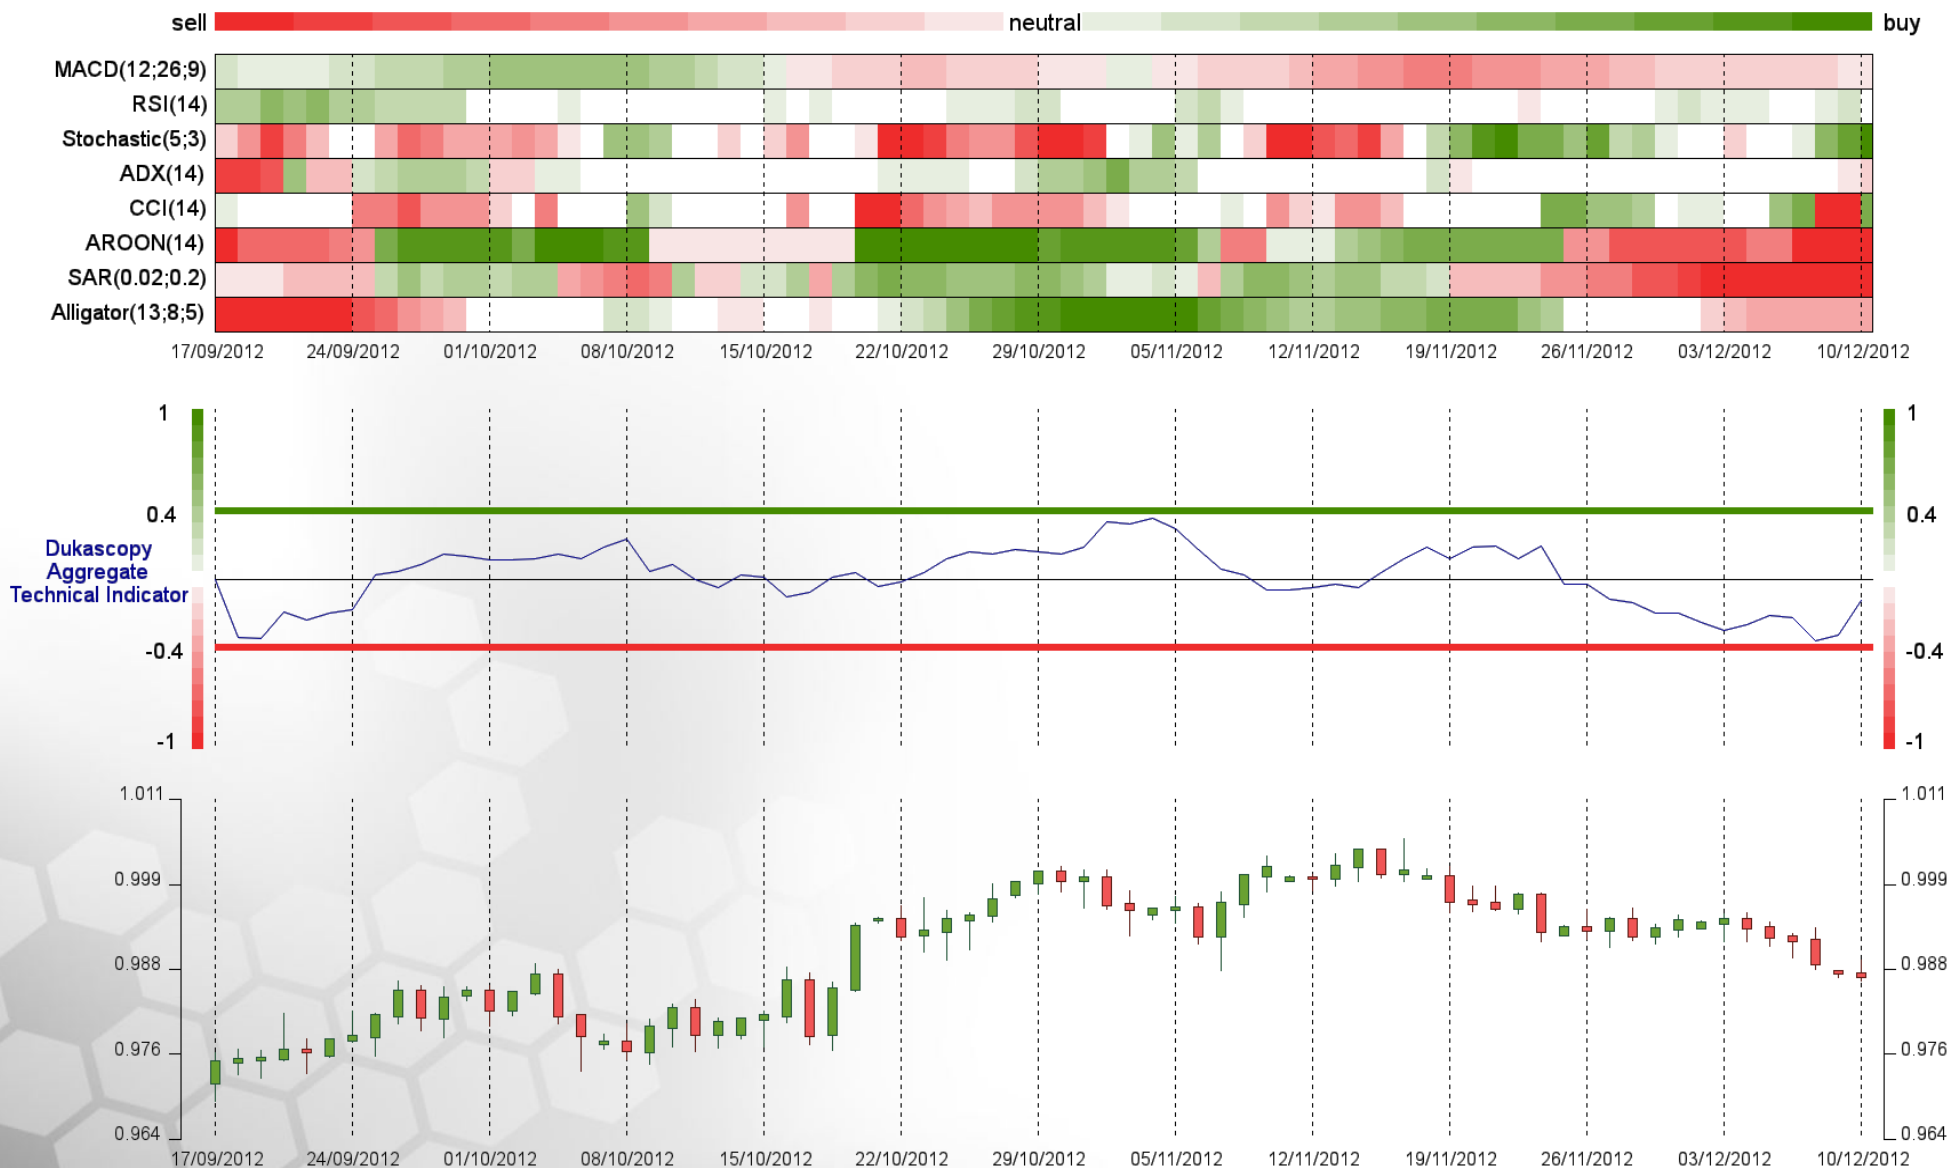 sell neutral buy
MACD(12;26;9)
RSI(14)
Stochastic(5;3)
ADX(14)
CCI(14)
AROON(14)
SAR(0.02;0.2)
Alligator(13;8;5)
17/09/2012 24/09/2012 01/10/2012 08/10/2012 15/10/2012 22/10/2012 29/10/2012 05/11/2012 12/11/2012 19/11/2012 26/11/2012 03/12/2012 10/12/2012
1 1
0.4 0.4
Dukascopy
Aggregate
Technical Indicator
-0.4 -0.4
-1 -1
1.011 1.011
0.999 0.999
0.988 0.988
0.976 0.976
0.964 0.964
17/09/2012 24/09/2012 01/10/2012 08/10/2012 15/10/2012 22/10/2012 29/10/2012 05/11/2012 12/11/2012 19/11/2012 26/11/2012 03/12/2012 10/12/2012